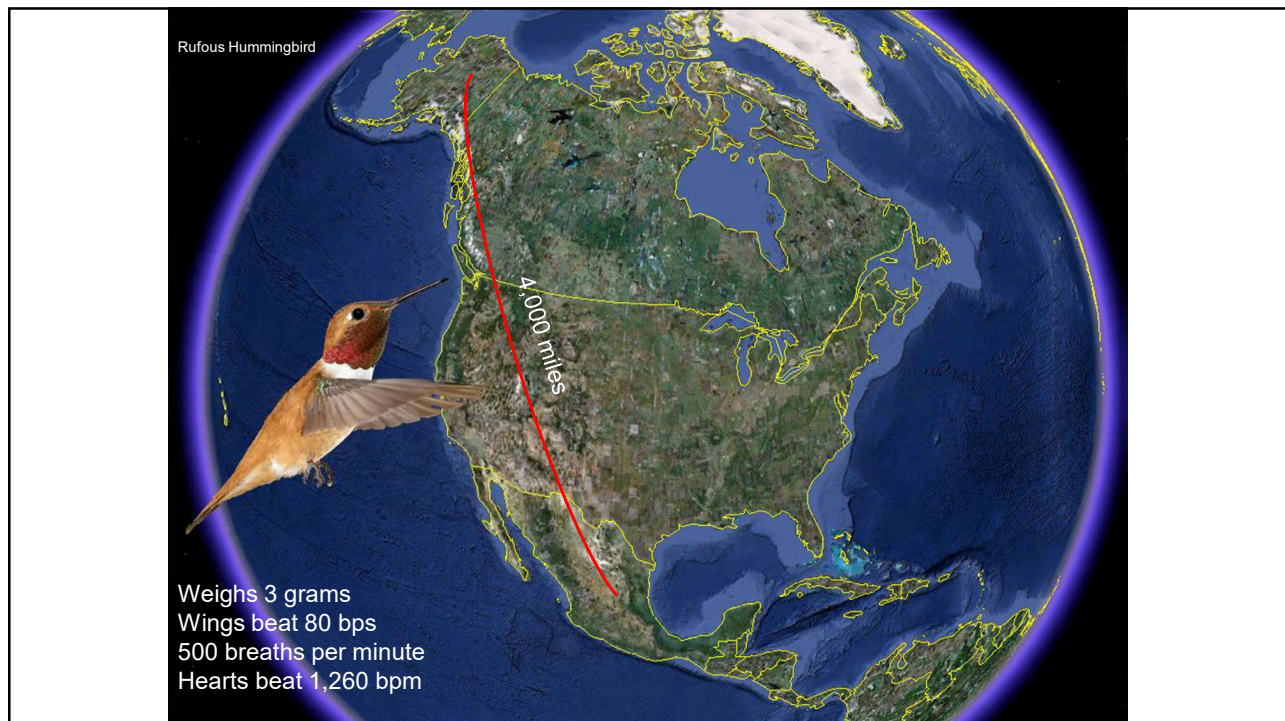 Rufous Hummingbird
4,000 miles
Weighs 3 grams
Wings beat 80 bps
500 breaths per minute
Hearts beat 1,260 bpm